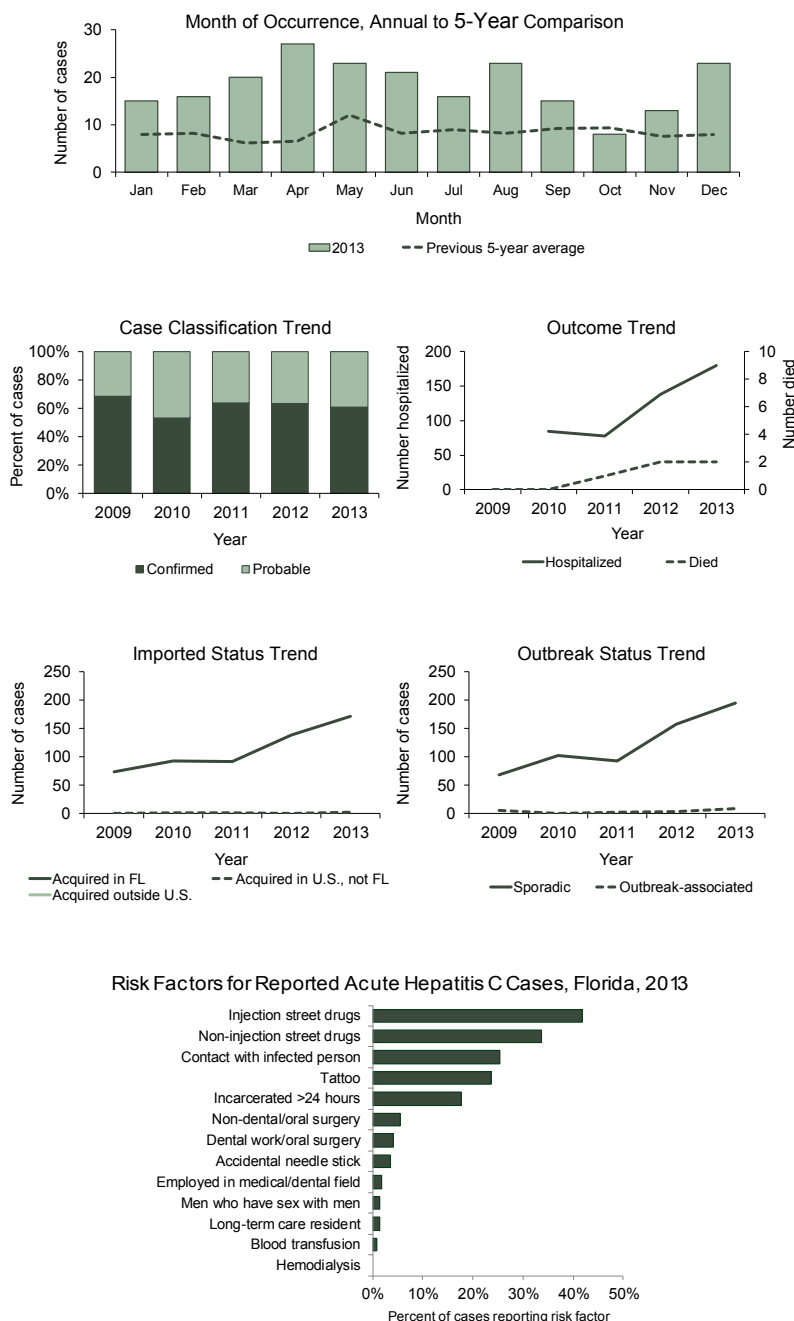 Month of Occurrence, Annual to 5-Year Comparison
Number of cases
30
20
10
0
Jan Feb Mar Apr May Jun Jul Aug Sep Oct Nov Dec
Month
2013 Previous 5-year average
Case Classification Trend
Percent of cases
100%
80%
60%
40%
20%
0%
2009 2010 2011 2012 2013
Year
Confirmed Probable
Outcome Trend
Number hospitalized
200
150
100
50
0
10
8
6
4
2
0
Number died
2009 2010 2011 2012 2013
Year
Hospitalized Died
Imported Status Trend
Number of cases
250
200
150
100
50
0
2009 2010 2011 2012 2013
Year
Acquired in FL Acquired in U.S., not FL
Acquired outside U.S.
Outbreak Status Trend
Number of cases
250
200
150
100
50
0
2009 2010 2011 2012 2013
Year
Sporadic Outbreak-associated
Risk Factors for Reported Acute Hepatitis C Cases, Florida, 2013
Injection street drugs
Non-injection street drugs
Contact with infected person
Tattoo
Incarcerated >24 hours
Non-dental/oral surgery
Dental work/oral surgery
Accidental needle stick
Employed in medical/dental field
Men who have sex with men
Long-term care resident
Blood transfusion
Hemodialysis
0% 10% 20% 30% 40% 50%
Percent of cases reporting risk factor